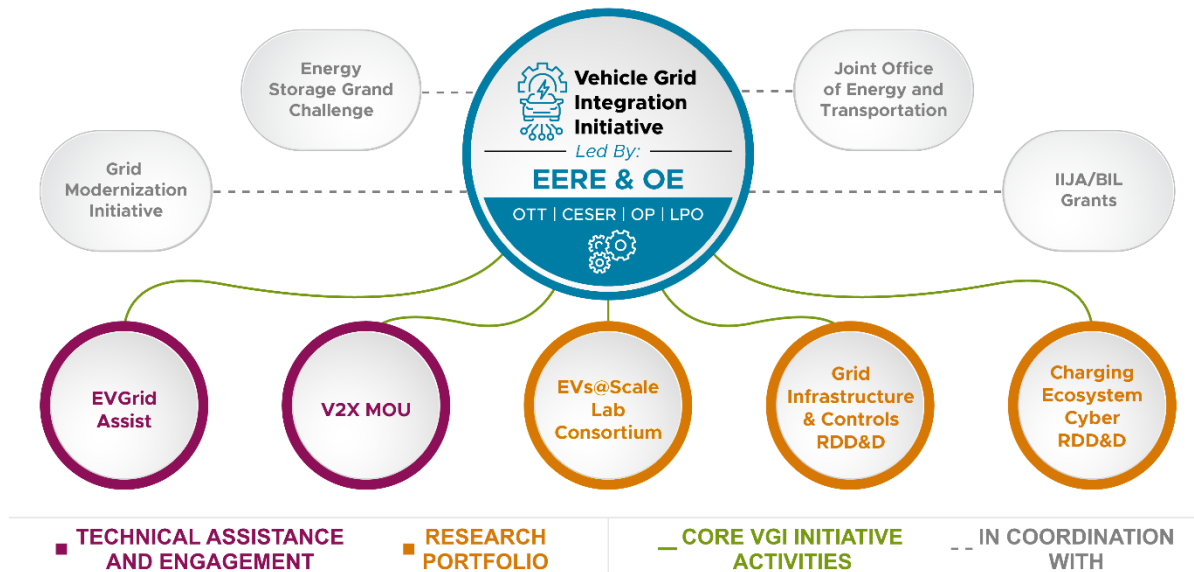 Energy
Storage Grand
Challenge
Vehicle Grid
Integration
Initiative
Led By:
EERE & OE
OTT | CESER | OP | LPO
Joint Office
of Energy and
Transportation
Grid
Modernization
Initiative
IIJA/BIL
Grants
EVGrid
Assist
V2X MOU
EVs@Scale
Lab
Consortium
Grid
Infrastructure
& Controls
RDD&D
Charging
Ecosystem
Cyber
RDD&D
TECHNICAL ASSISTANCE
AND ENGAGEMENT
RESEARCH
PORTFOLIO
CORE VGI INITIATIVE
ACTIVITIES
IN COORDINATION
WITH